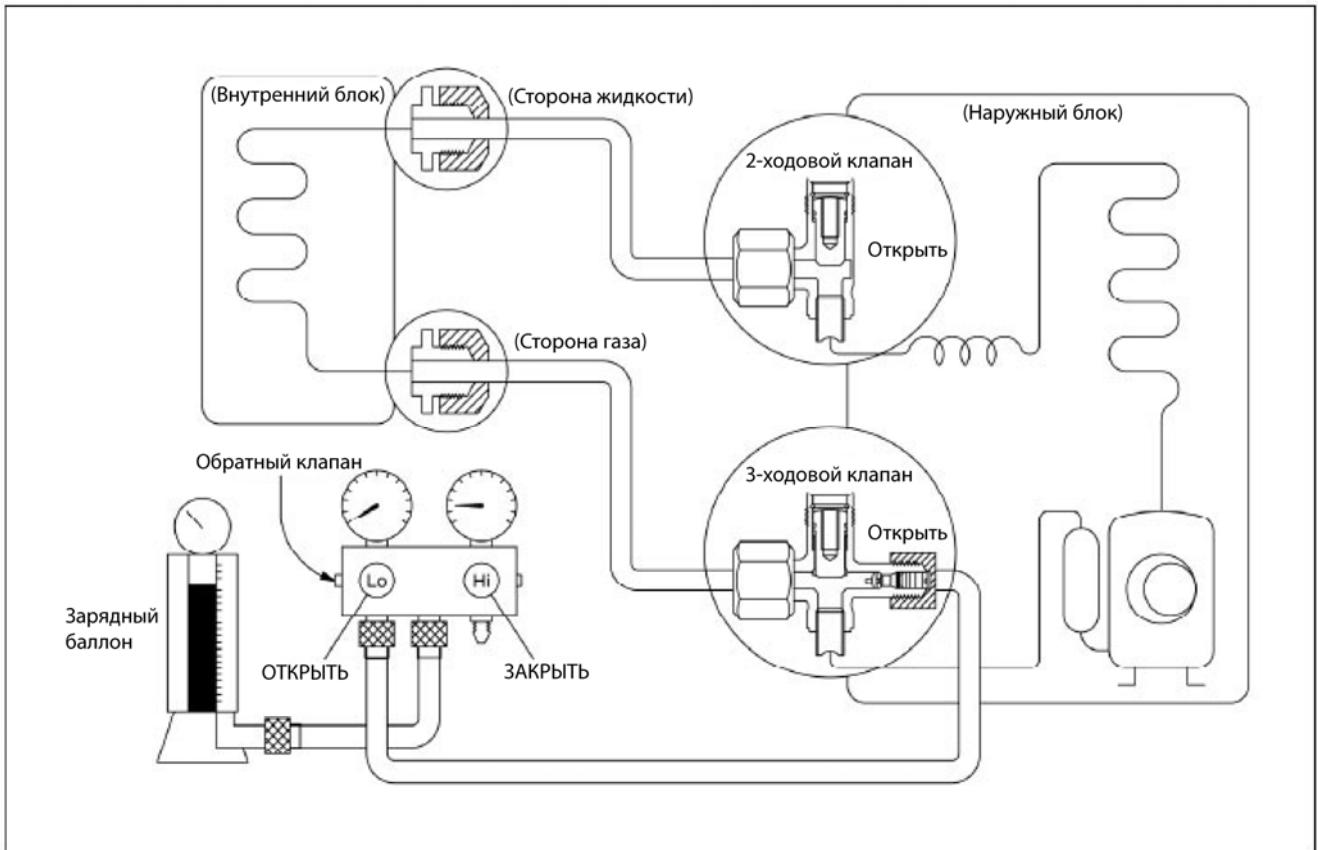 (Внутренний блок)
(Сторона жидкости)
(Наружный блок)
2-ходовой клапан
Открыть
(Сторона газа)
Обратный клапан
3-ходовой клапан
Открыть
Lo
Hi
Зарядный
баллон
ОТКРЫТЬ
ЗАКРЫТЬ